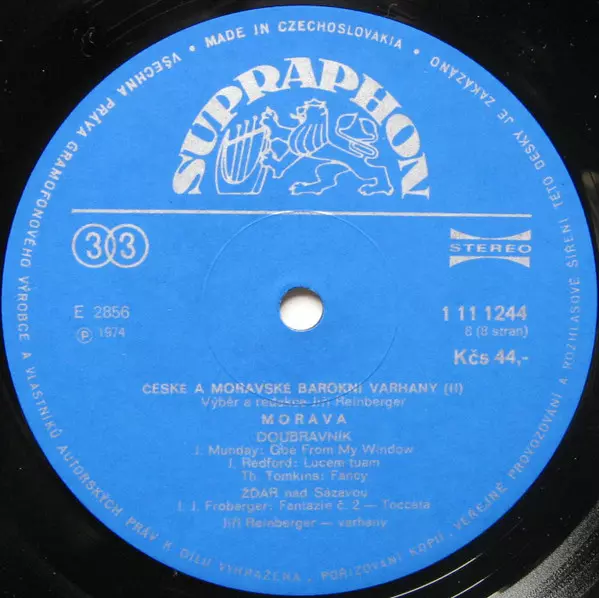 VŠECHNA PRÁVA GRAMOFONOVÉHO VÝROBCE A VLASTNÍKŮ AUTORSKÝCH PRÁV K DÍLU VYHRAZENA. POŘIZOVÁNÍ KOPIÍ, VEŘEJNÉ PROVOZOVÁNÍ A ROZHLASOVÉ ŠÍŘENÍ TÉTO DESKY JE ZAKÁZÁNO
• MADE IN CZECHOSLOVAKIA •
SUPRAPHON
33
STEREO
E 2856
℗ 1974
1 11 1244
8 (8 stran)
Kčs 44,-
ČESKÉ A MORAVSKÉ BAROKNÍ VARHANY (II)
Výběr a redakce Jiří Reinberger
MORAVA
DOUBRAVNÍK
J. Munday: Goe From My Window
J. Redford: Lucem tuam
Th. Tomkins: Fancy
ŽĎÁR nad Sázavou
J. J. Froberger: Fantazie č. 2 — Toccata
Jiří Reinberger — varhany